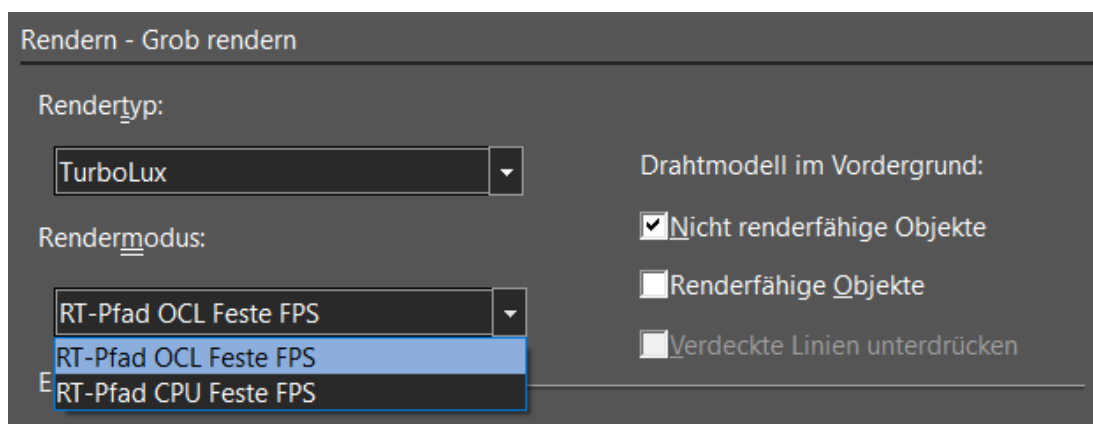 Rendern - Grob rendern
Rendertyp:
TurboLux
Rendermodus:
RT-Pfad OCL Feste FPS
RT-Pfad OCL Feste FPS
RT-Pfad CPU Feste FPS
E
Drahtmodell im Vordergrund:
Nicht renderfähige Objekte
Renderfähige Objekte
Verdeckte Linien unterdrücken